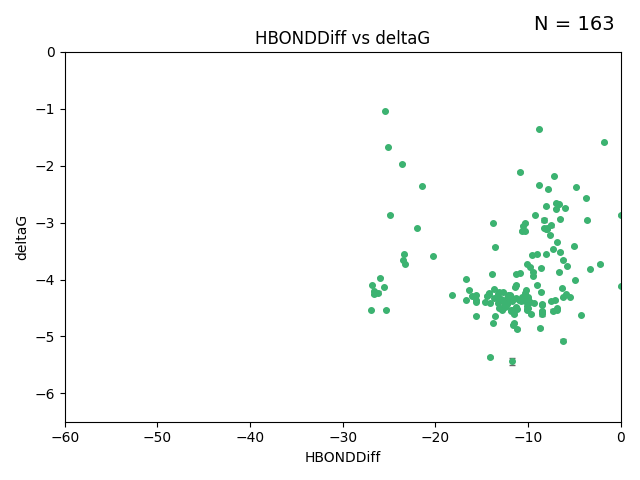 N = 163
HBONDDiff vs deltaG
0
−1
−2
−3
−4
−5
−6
deltaG
−60 −50 −40 −30 −20 −10 0
HBONDDiff